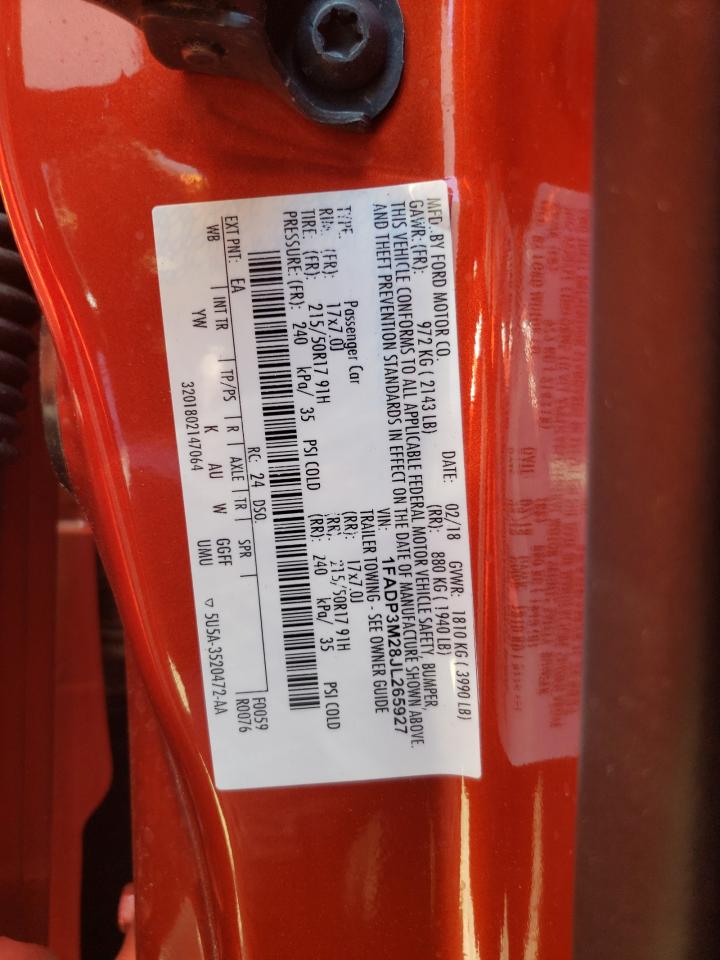 MFD. BY FORD MOTOR CO.
DATE: 02/18 GVWR: 1810 KG ( 3990 LB)
GAWR: (FR): 972 KG ( 2143 LB) (RR): 880 KG ( 1940 LB)
THIS VEHICLE CONFORMS TO ALL APPLICABLE FEDERAL MOTOR VEHICLE SAFETY, BUMPER,
AND THEFT PREVENTION STANDARDS IN EFFECT ON THE DATE OF MANUFACTURE SHOWN ABOVE.
VIN: 1FADP3M28JL265927
TYPE: Passenger Car TRAILER TOWING - SEE OWNER GUIDE
RIM: (FR): 17x7.0J (RR): 17x7.0J
TIRE: (FR): 215/50R17 91H (RR): 215/50R17 91H
PRESSURE: (FR): 240 kPa/ 35 PSI COLD (RR): 240 kPa/ 35 PSI COLD
EXT PNT: EA RC: 24 DSO: F0059
WB INT TR TP/PS R AXLE TR SPR R0076
YW K AU W GGFF
UMU
3201802147064 ▽ 5U5A-3520472-AA